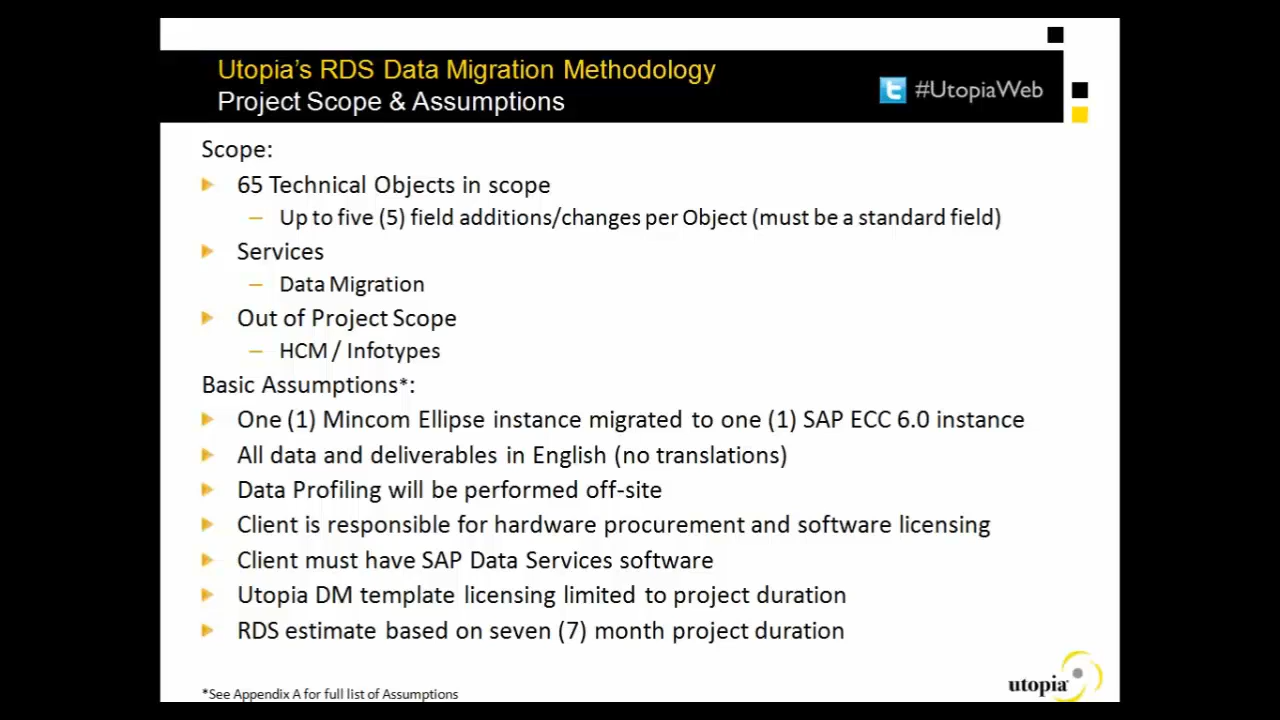 Utopia's RDS Data Migration Methodology
Project Scope & Assumptions
#UtopiaWeb
Scope:
65 Technical Objects in scope
– Up to five (5) field additions/changes per Object (must be a standard field)
Services
– Data Migration
Out of Project Scope
– HCM / Infotypes
Basic Assumptions*:
One (1) Mincom Ellipse instance migrated to one (1) SAP ECC 6.0 instance
All data and deliverables in English (no translations)
Data Profiling will be performed off-site
Client is responsible for hardware procurement and software licensing
Client must have SAP Data Services software
Utopia DM template licensing limited to project duration
RDS estimate based on seven (7) month project duration
*See Appendix A for full list of Assumptions
utopia